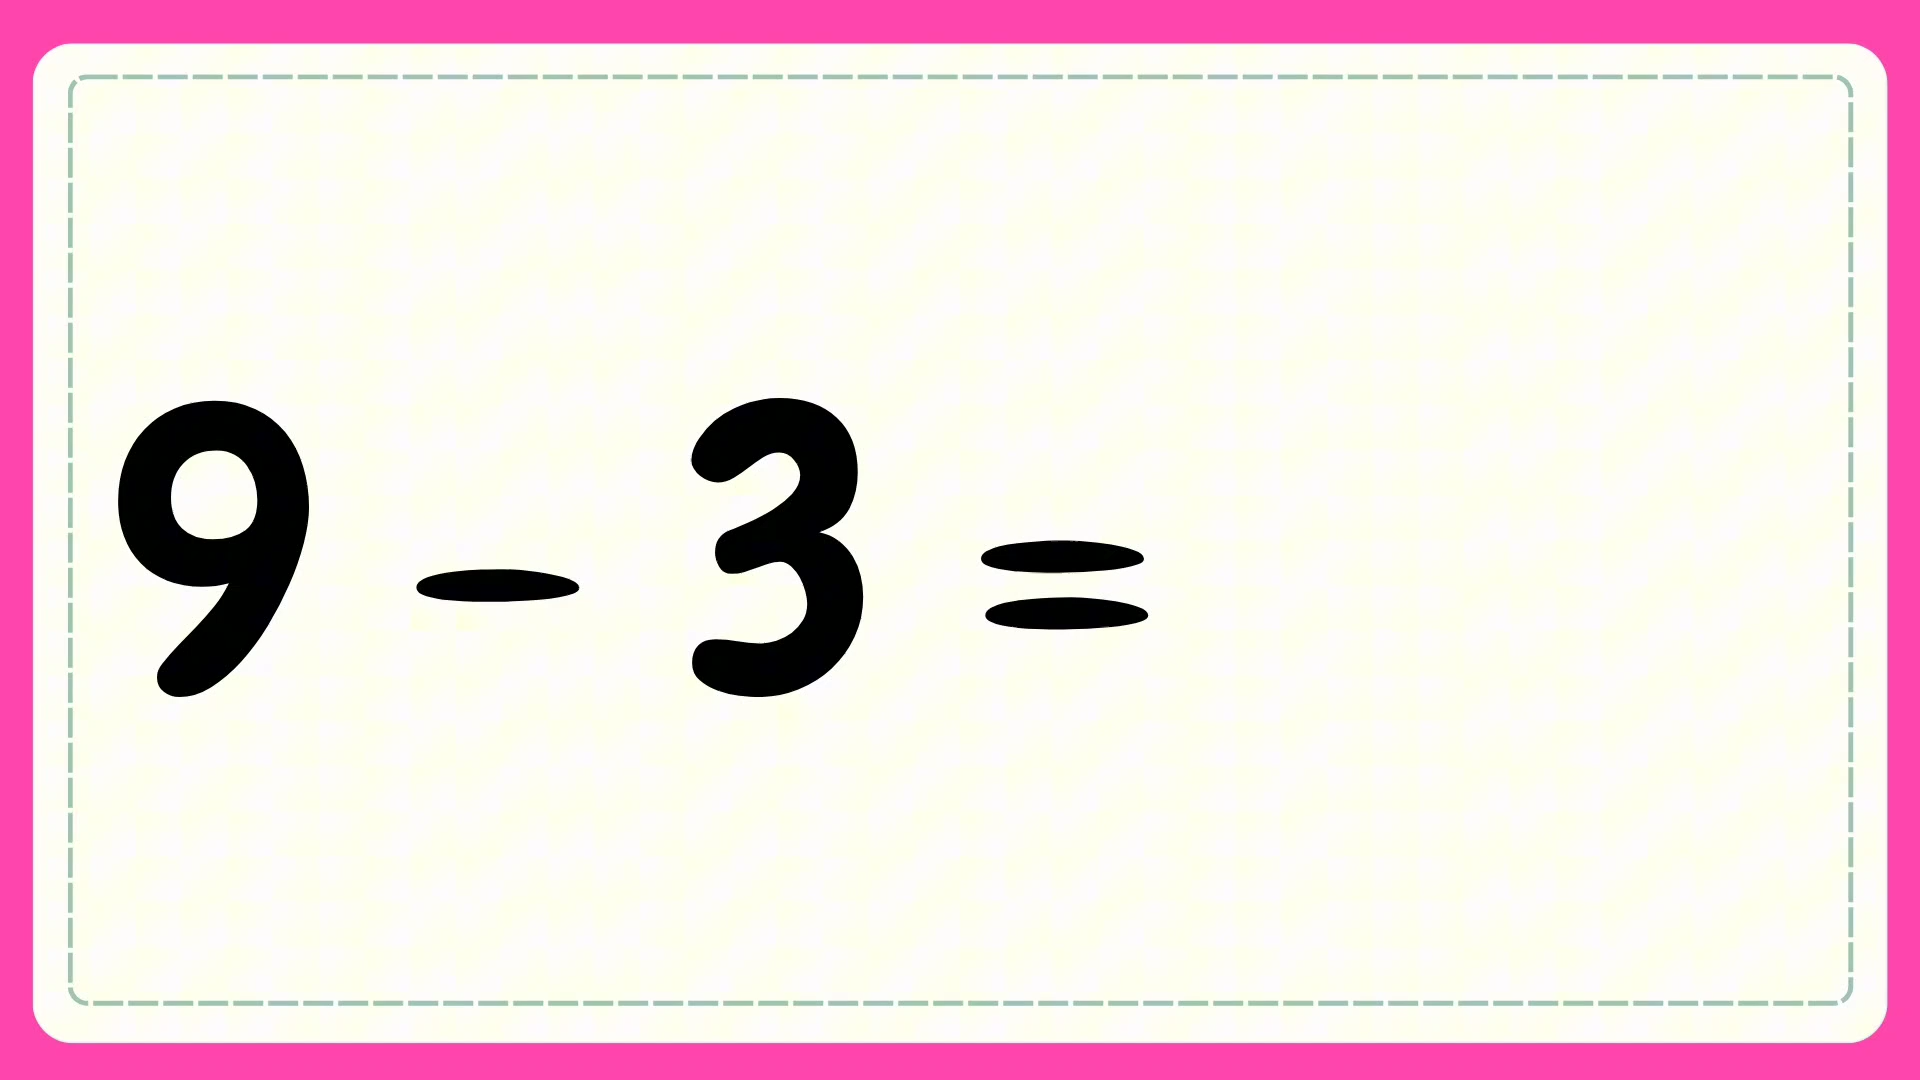 9 - 3 =